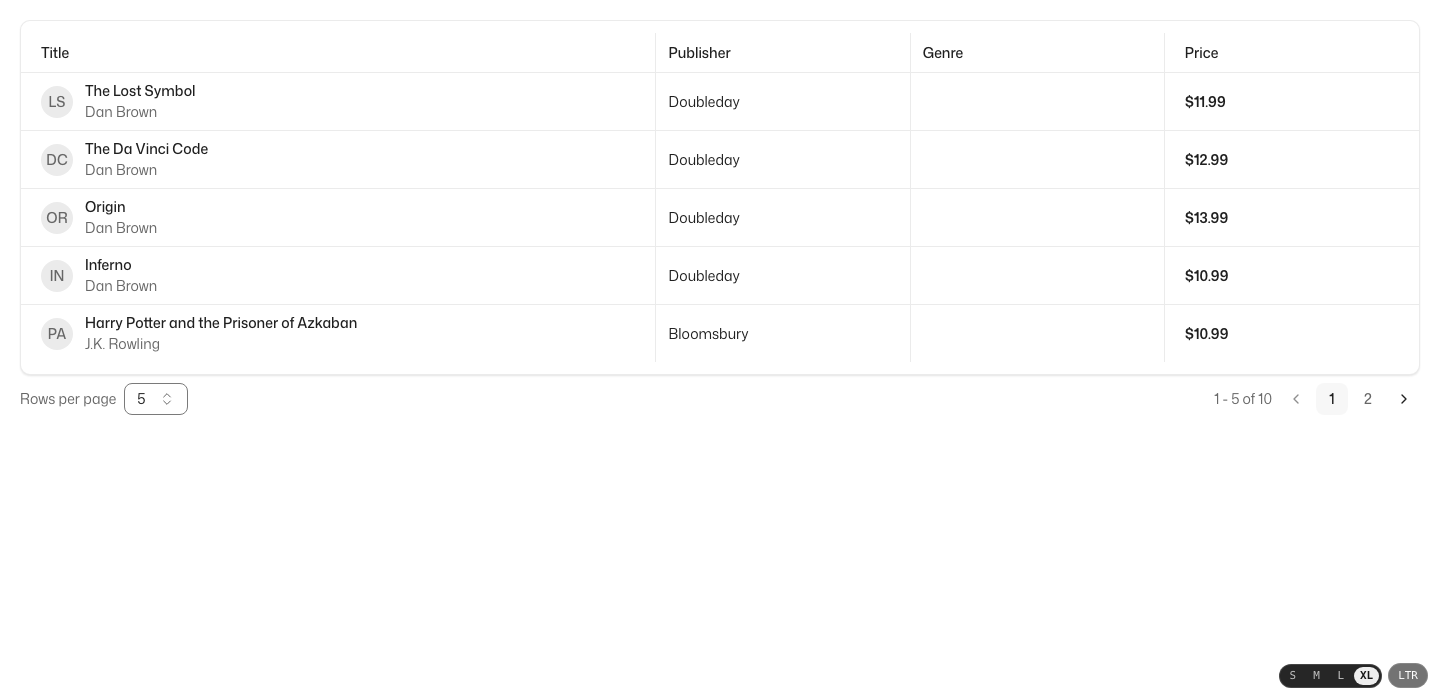 Title Publisher Genre Price
LS The Lost Symbol Doubleday $11.99
Dan Brown
DC The Da Vinci Code Doubleday $12.99
Dan Brown
OR Origin Doubleday $13.99
Dan Brown
IN Inferno Doubleday $10.99
Dan Brown
PA Harry Potter and the Prisoner of Azkaban Bloomsbury $10.99
J.K. Rowling
Rows per page 5 1 - 5 of 10 1 2
S M L XL LTR